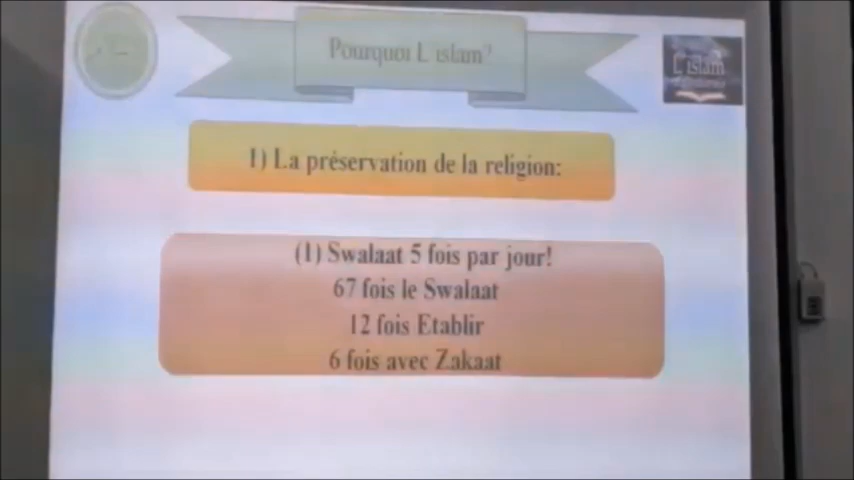 Pourquoi L'islam?
L'islam
1) La préservation de la religion:
(1) Swalaat 5 fois par jour!
67 fois le Swalaat
12 fois Etablir
6 fois avec Zakaat